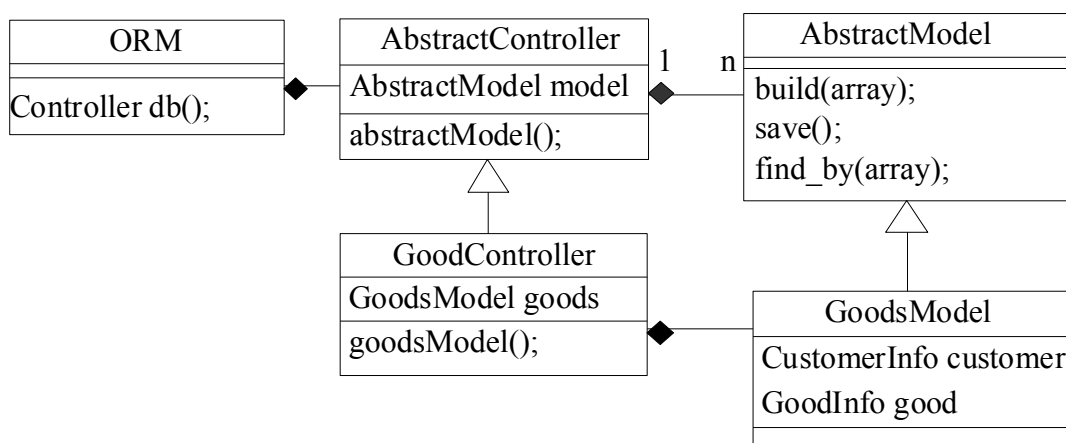 ORM
Controller db();
AbstractController
AbstractModel model
abstractModel();
1
n
AbstractModel
build(array);
save();
find_by(array);
GoodController
GoodsModel goods
goodsModel();
GoodsModel
CustomerInfo customer
GoodInfo good